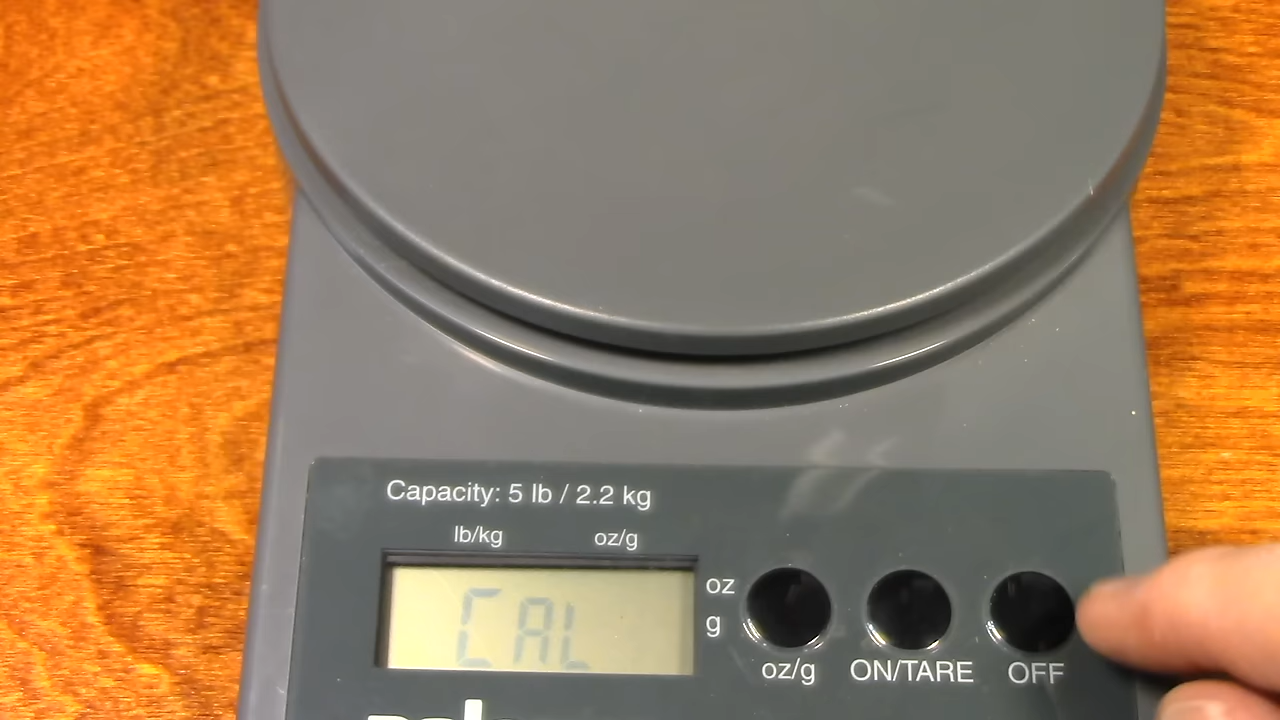 Capacity: 5 lb / 2.2 kg
lb/kg oz/g
CAL
oz
g
oz/g ON/TARE OFF